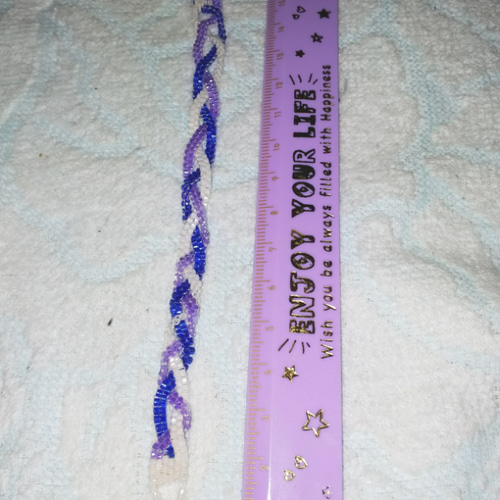 ENJOY YOUR LIFE
Wish you be always filled with Happiness